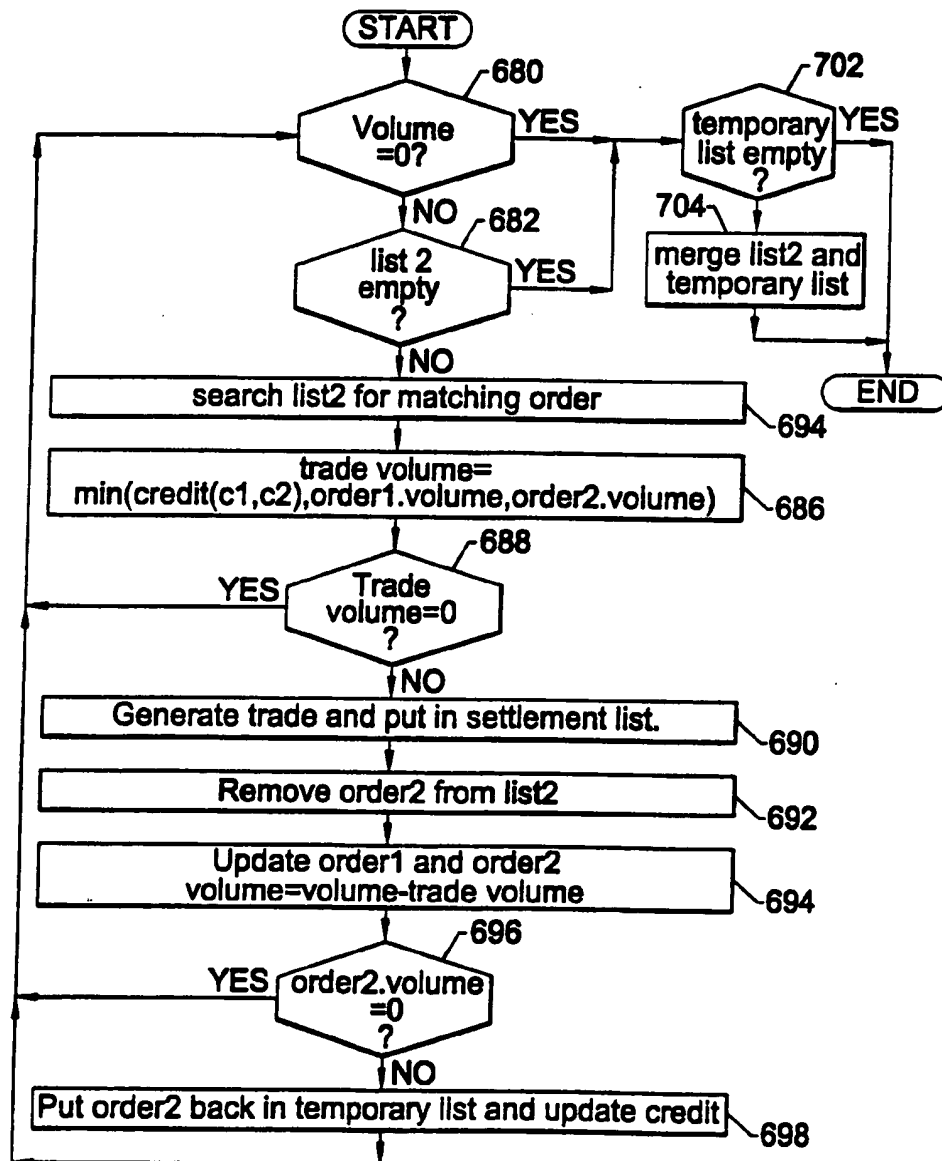 START
680
Volume
=0?
YES
702
temporary
list empty
?
YES
NO
682
list 2
empty
?
YES
704
merge list2 and
temporary list
NO
END
search list2 for matching order
694
trade volume=
min(credit(c1,c2),order1.volume,order2.volume)
686
688
Trade
volume=0
?
YES
NO
Generate trade and put in settlement list.
690
Remove order2 from list2
692
Update order1 and order2
volume=volume-trade volume
694
696
order2.volume
=0
?
YES
NO
Put order2 back in temporary list and update credit
698